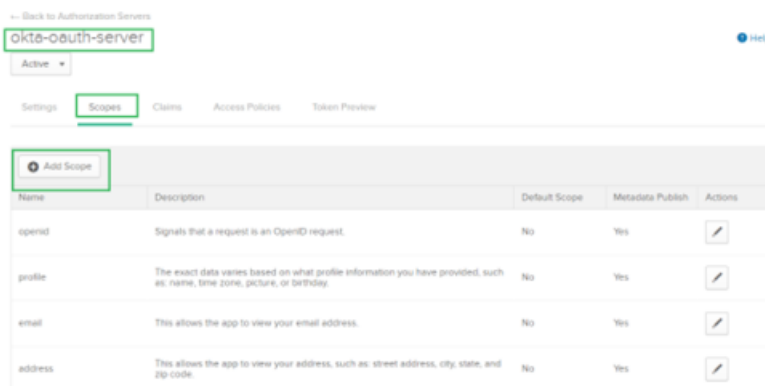 ← Back to Authorization Servers
okta-oauth-server
Hel
Active
Settings Scopes Claims Access Policies Token Preview
Add Scope
Name Description Default Scope Metadata Publish Actions
openid Signals that a request is an OpenID request. No Yes
profile The exact data varies based on what profile information you have provided, such as: name, time zone, picture, or birthday. No Yes
email This allows the app to view your email address. No Yes
address This allows the app to view your address, such as: street address, city, state, and zip code. No Yes